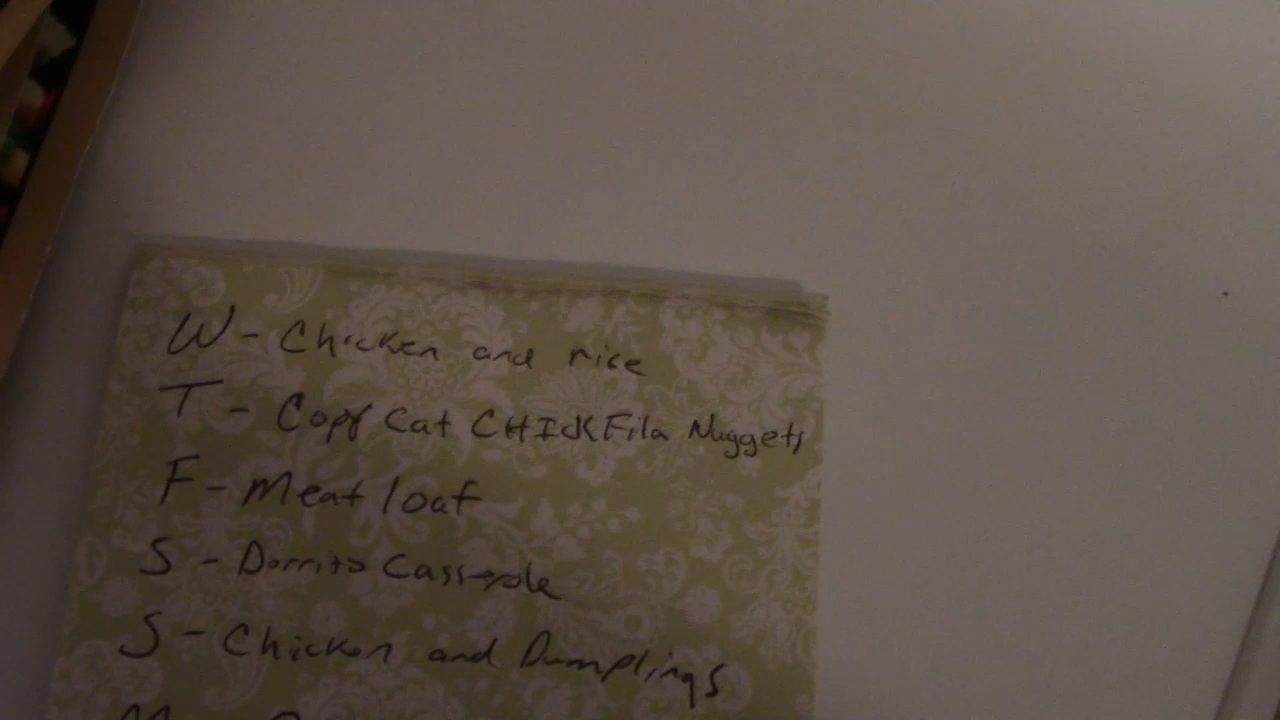 W - Chicken and rice
T - Copy Cat CHICKFila Nuggets
F - Meat loaf
S - Dorrito Casserole
S - Chicken and Dumplings